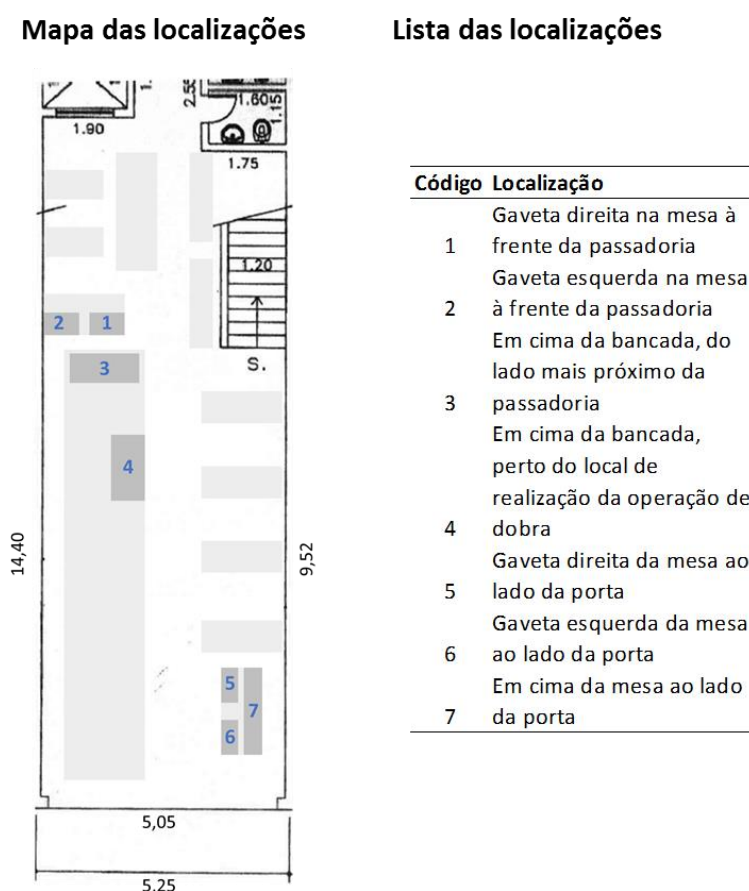 Mapa das localizações
Lista das localizações
1.90
2.55
1.60
1.15
1.75
1.20
S.
2
1
3
4
5
6
7
14,40
9,52
5,05
5,25
Código Localização
Gaveta direita na mesa à
1 frente da passadoria
Gaveta esquerda na mesa
2 à frente da passadoria
Em cima da bancada, do
lado mais próximo da
3 passadoria
Em cima da bancada,
perto do local de
realização da operação de
4 dobra
Gaveta direita da mesa ao
5 lado da porta
Gaveta esquerda da mesa
6 ao lado da porta
Em cima da mesa ao lado
7 da porta